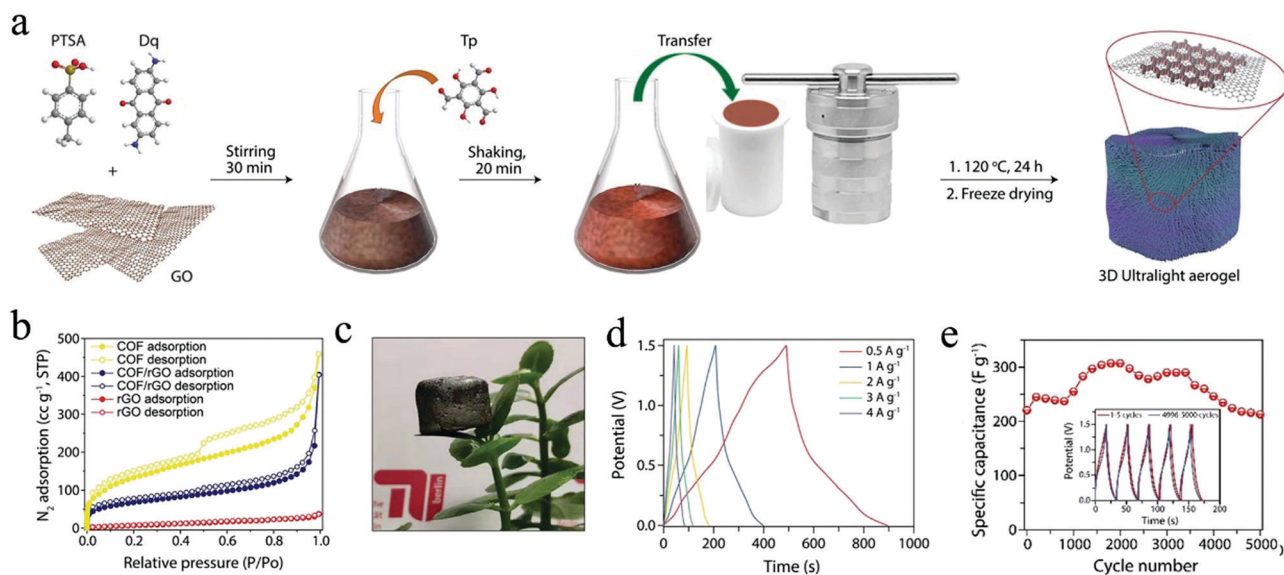 a
PTSA
Dq
+
GO
Stirring
30 min
Tp
Shaking,
20 min
Transfer
1. 120 °C, 24 h
2. Freeze drying
3D Ultralight aerogel
b
N2 adsorption (cc g-1, STP)
500
400
300
200
100
0
COF adsorption
COF desorption
COF/rGO adsorption
COF/rGO desorption
rGO adsorption
rGO desorption
0.0 0.2 0.4 0.6 0.8 1.0
Relative pressure (P/Po)
c
berlin
d
Potential (V)
1.5
1.0
0.5
0.0
0.5 A g-1
1 A g-1
2 A g-1
3 A g-1
4 A g-1
0 200 400 600 800 1000
Time (s)
e
Specific capacitance (F g-1)
300
200
100
0
1-5 cycles 4996-5000 cycles
Potential (V)
1.5
1.0
0.5
0.0
0 50 100 150 200
Time (s)
0 1000 2000 3000 4000 5000
Cycle number